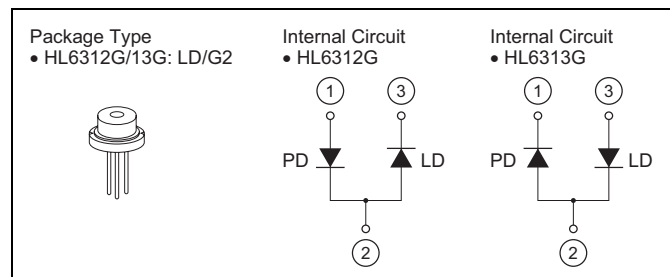 Package Type
• HL6312G/13G: LD/G2
Internal Circuit
• HL6312G
1 3
PD LD
2
Internal Circuit
• HL6313G
1 3
PD LD
2